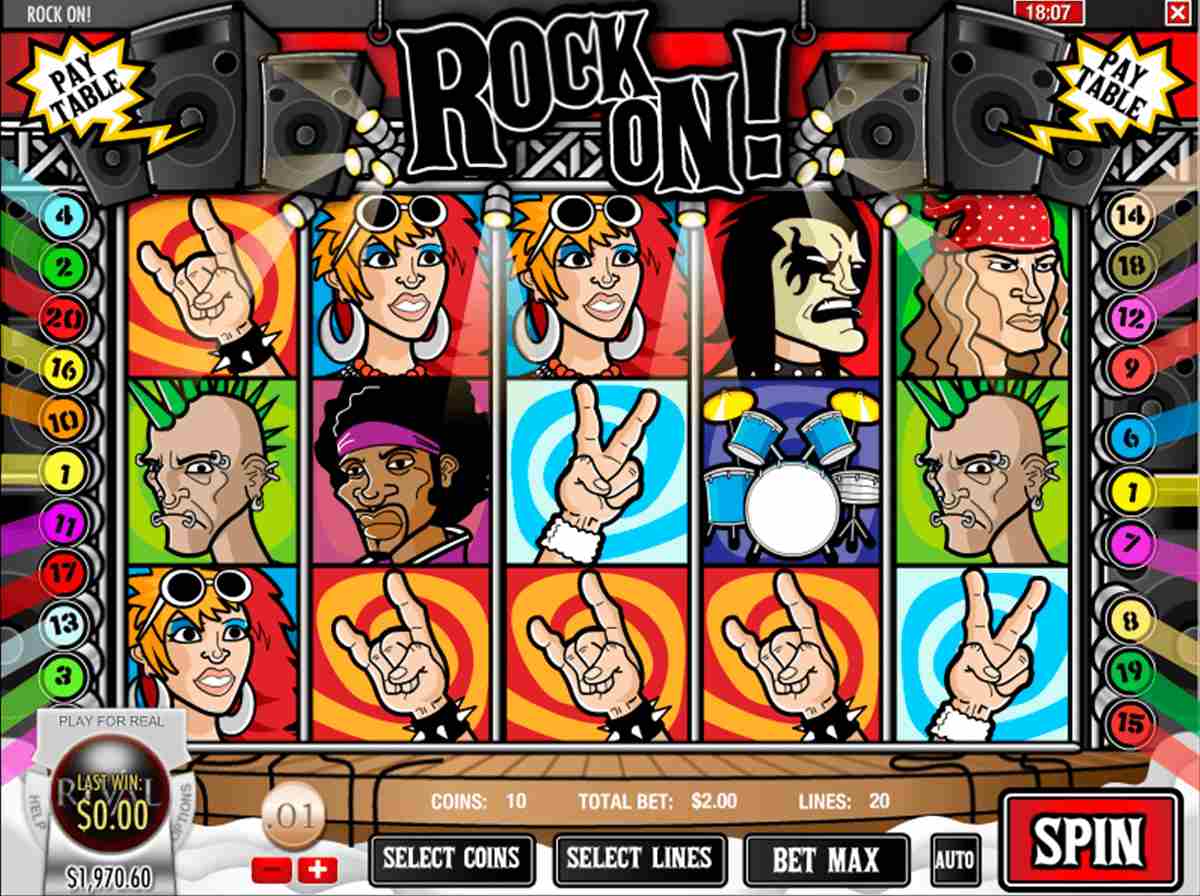 ROCK ON!
18:07
PAY
TABLE
ROCK
ON!
PAY
TABLE
4
2
20
16
10
1
11
17
13
3
14
18
12
9
6
1
7
8
19
15
PLAY FOR REAL
RIVAL
LAST WIN:
$0.00
HELP
OPTIONS
$1,970.60
.01
COINS: 10
TOTAL BET: $2.00
LINES: 20
SELECT COINS
SELECT LINES
BET MAX
AUTO
SPIN